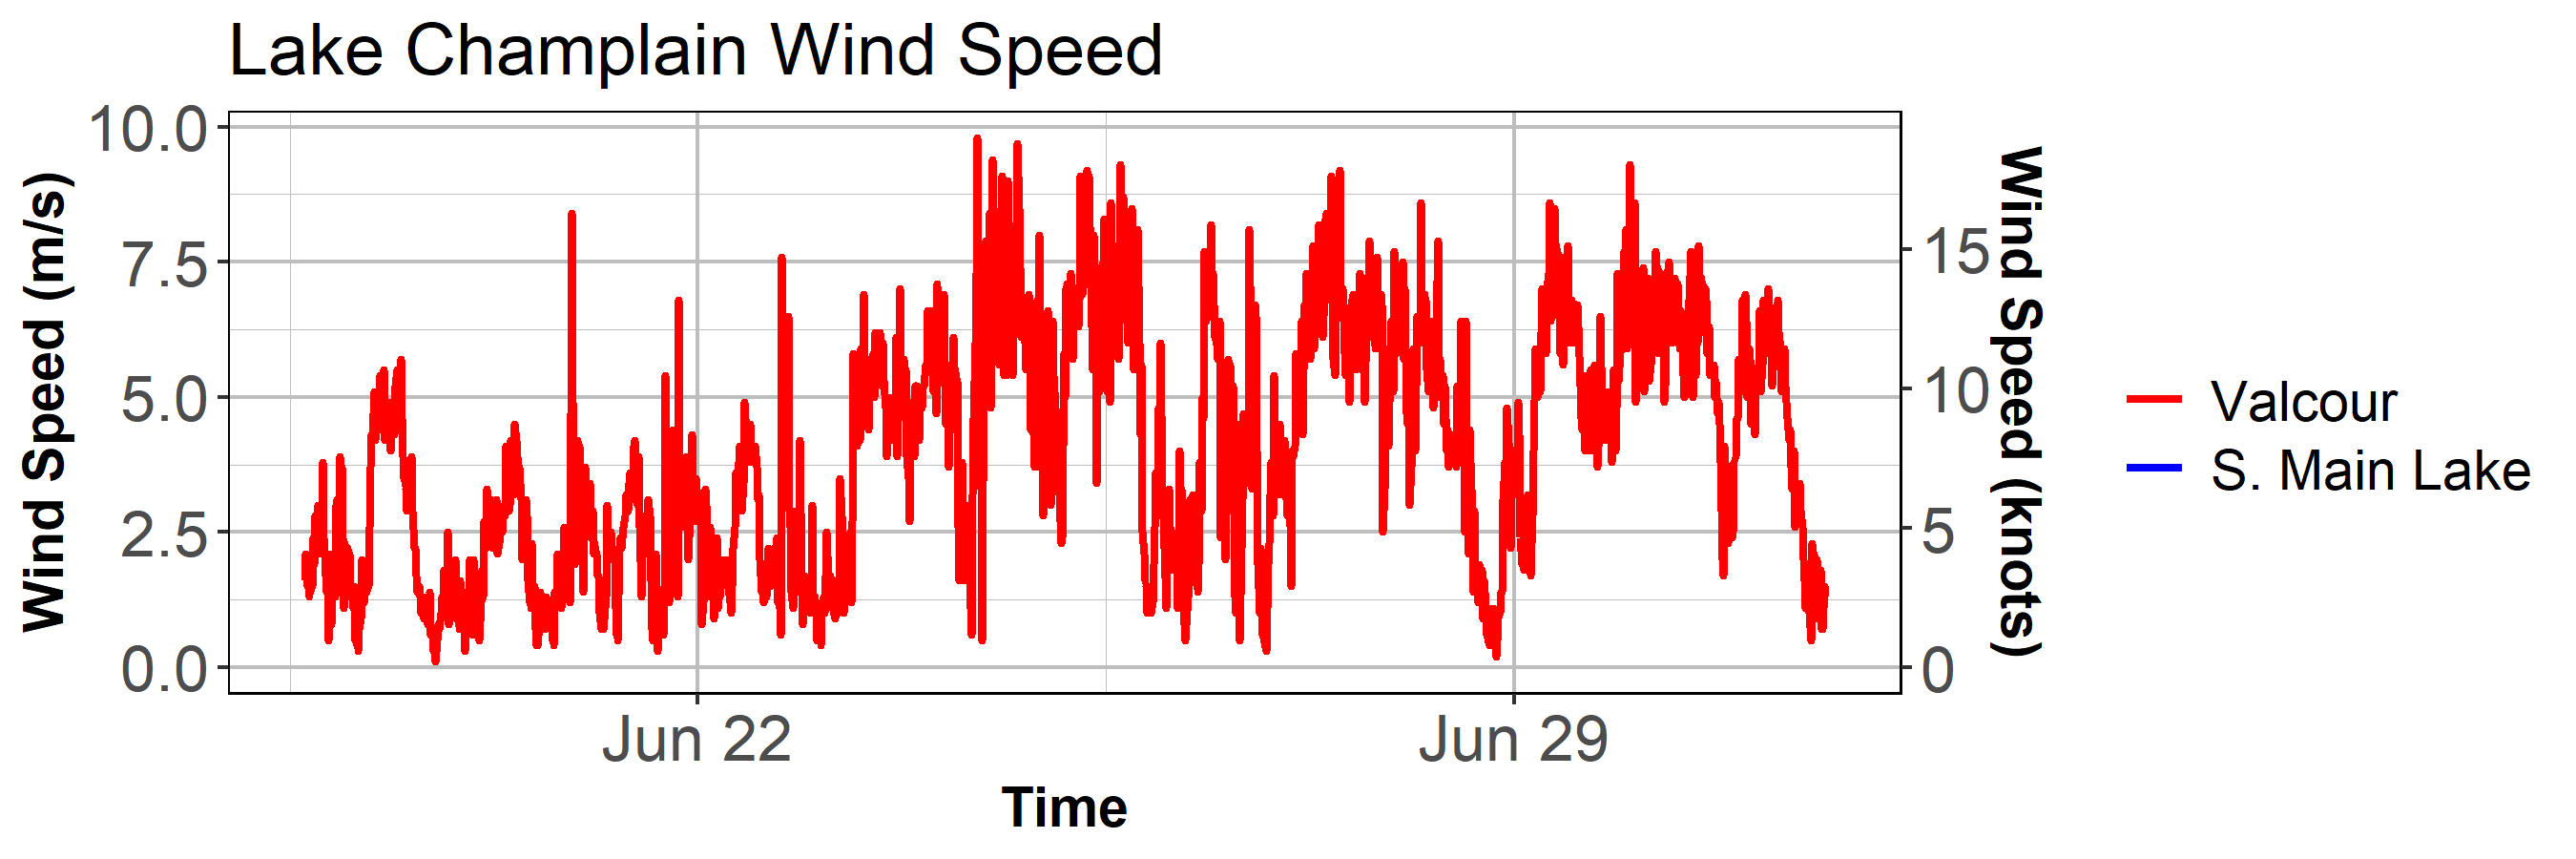 Lake Champlain Wind Speed
Wind Speed (m/s)
10.0
7.5
5.0
2.5
0.0
15
10
5
0
Wind Speed (knots)
Jun 22
Jun 29
Time
Valcour
S. Main Lake